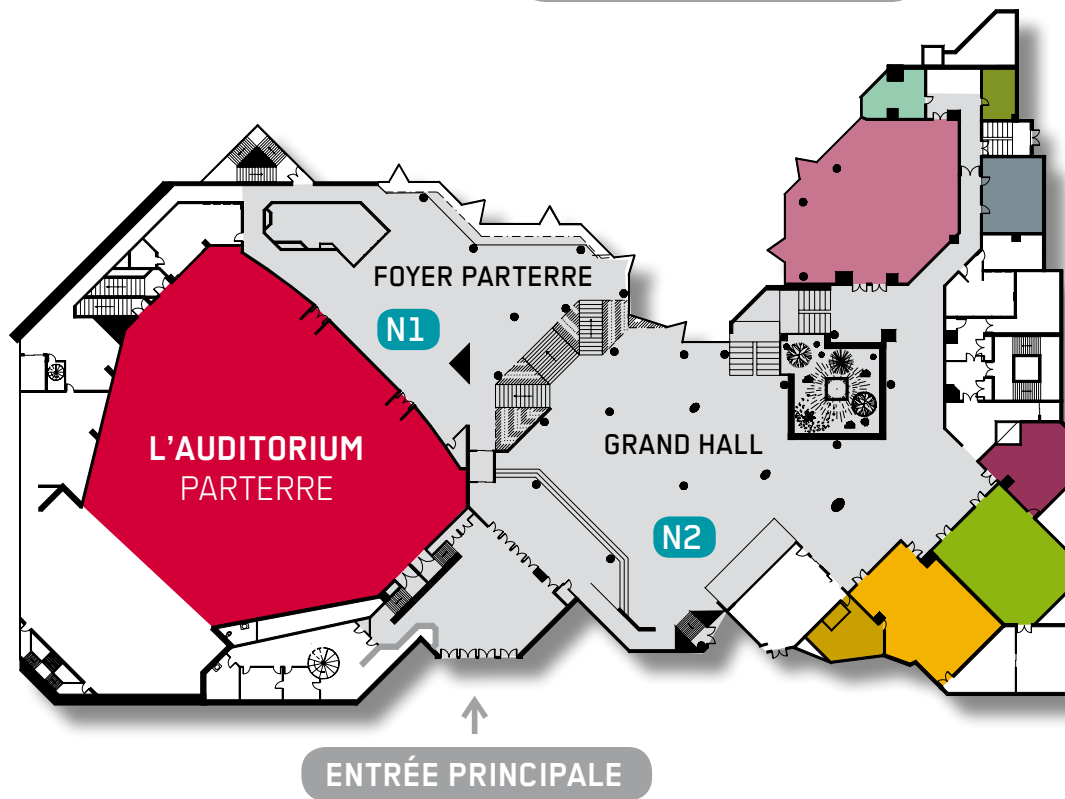 FOYER PARTERRE
N1
L'AUDITORIUM
PARTERRE
GRAND HALL
N2
ENTRÉE PRINCIPALE